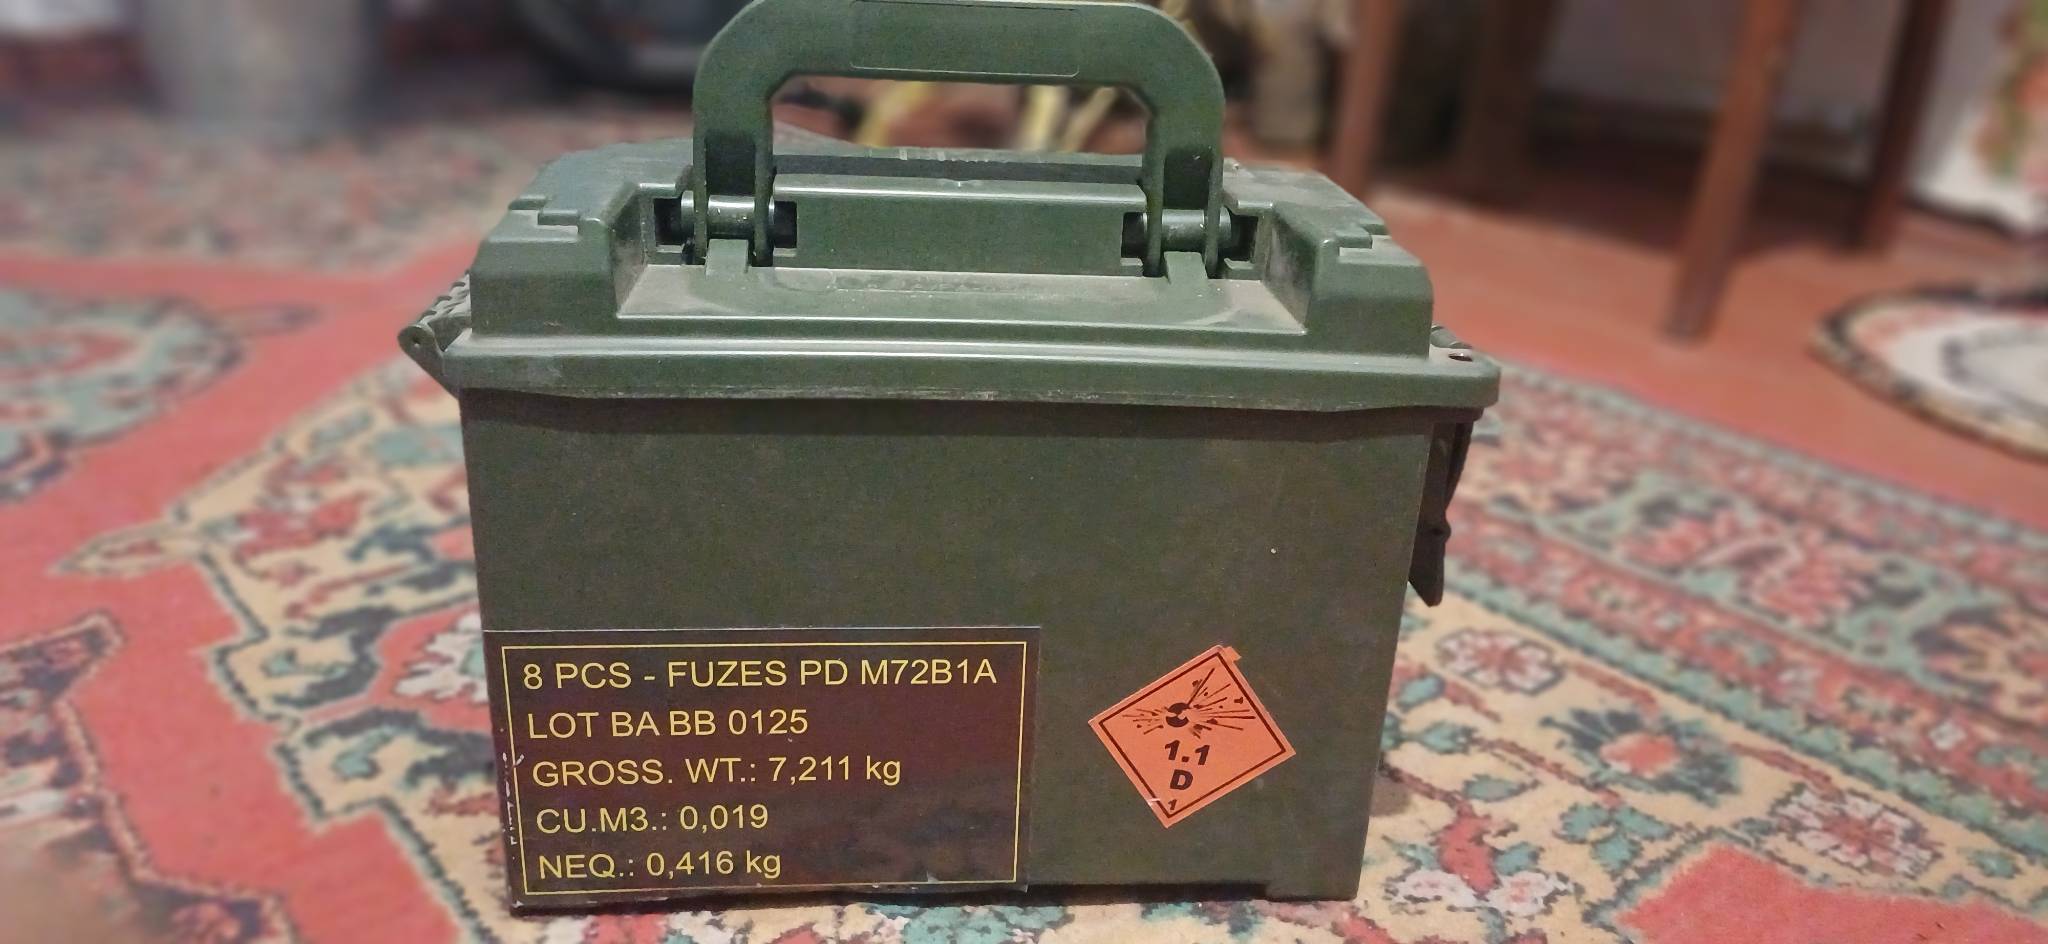 8 PCS - FUZES PD M72B1A
LOT BA BB 0125
GROSS. WT.: 7,211 kg
CU.M3.: 0,019
NEQ.: 0,416 kg
1.1
D
1